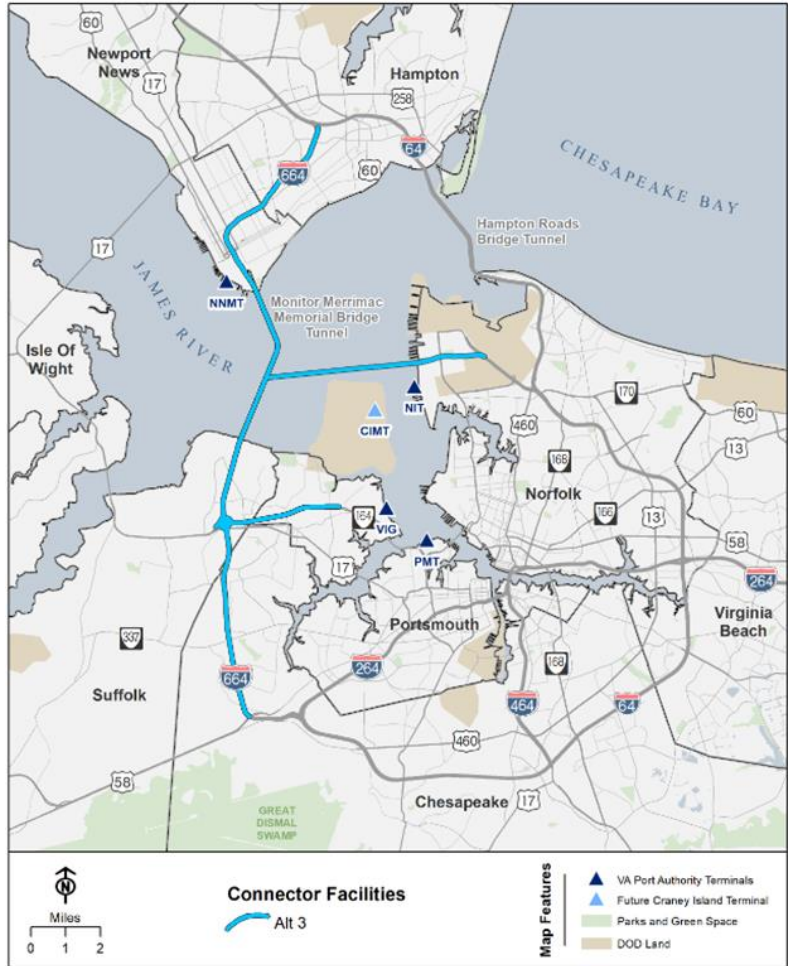 60
Newport
News
17
Hampton
258
64
664
60
CHESAPEAKE BAY
Hampton Roads
Bridge Tunnel
17
JAMES RIVER
NNMT
Monitor Merrimac
Memorial Bridge
Tunnel
Isle Of
Wight
NIT
CIMT
170
460
60
13
168
Norfolk
164
VIG
166
13
17
PMT
58
264
Virginia
Beach
Portsmouth
337
264
168
Suffolk
664
464
64
460
58
Chesapeake
17
GREAT
DISMAL
SWAMP
N
Miles
0 1 2
Connector Facilities
Alt 3
Map Features
VA Port Authority Terminals
Future Craney Island Terminal
Parks and Green Space
DOD Land